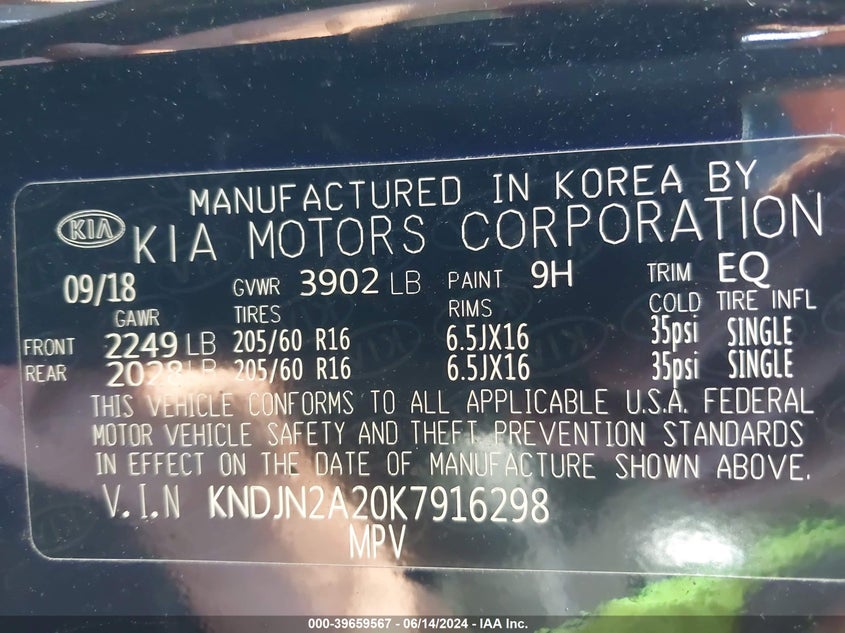 MANUFACTURED IN KOREA BY
KIA KIA MOTORS CORPORATION
09/18 GVWR 3902 LB PAINT 9H TRIM EQ
GAWR TIRES RIMS COLD TIRE INFL
FRONT 2249 LB 205/60 R16 6.5JX16 35psi SINGLE
REAR 2028 LB 205/60 R16 6.5JX16 35psi SINGLE
THIS VEHICLE CONFORMS TO ALL APPLICABLE U.S.A. FEDERAL
MOTOR VEHICLE SAFETY AND THEFT PREVENTION STANDARDS
IN EFFECT ON THE DATE OF MANUFACTURE SHOWN ABOVE.
V.I.N KNDJN2A20K7916298
MPV
000-39659567 - 06/14/2024 - IAA Inc.